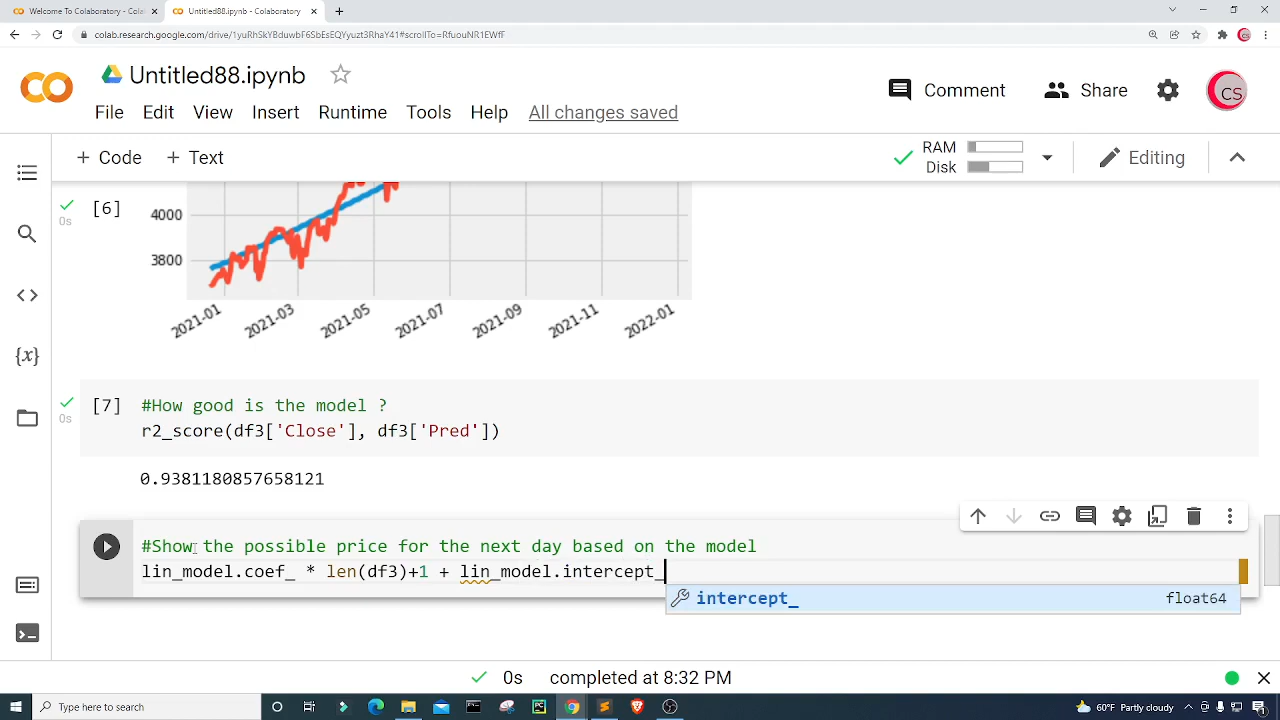 Welcome To Colaboratory - Colab
Untitled88.ipynb - Colaboratory
colab.research.google.com/drive/1yuRhSkYBduwbF6SbEsEQYyuzt3RhaY41#scrollTo=RfuouNR1EWfF
CO Untitled88.ipynb
Comment
Share
CS
File Edit View Insert Runtime Tools Help All changes saved
+ Code + Text
RAM
Disk
Editing
[6]
0s
4000
3800
2021-01 2021-03 2021-05 2021-07 2021-09 2021-11 2022-01
[7] #How good is the model ?
0s
r2_score(df3['Close'], df3['Pred'])
0.9381180857658121
#Show the possible price for the next day based on the model
lin_model.coef_ * len(df3)+1 + lin_model.intercept_
intercept_ float64
{x}
0s completed at 8:32 PM
Type here to search
60°F Partly cloudy